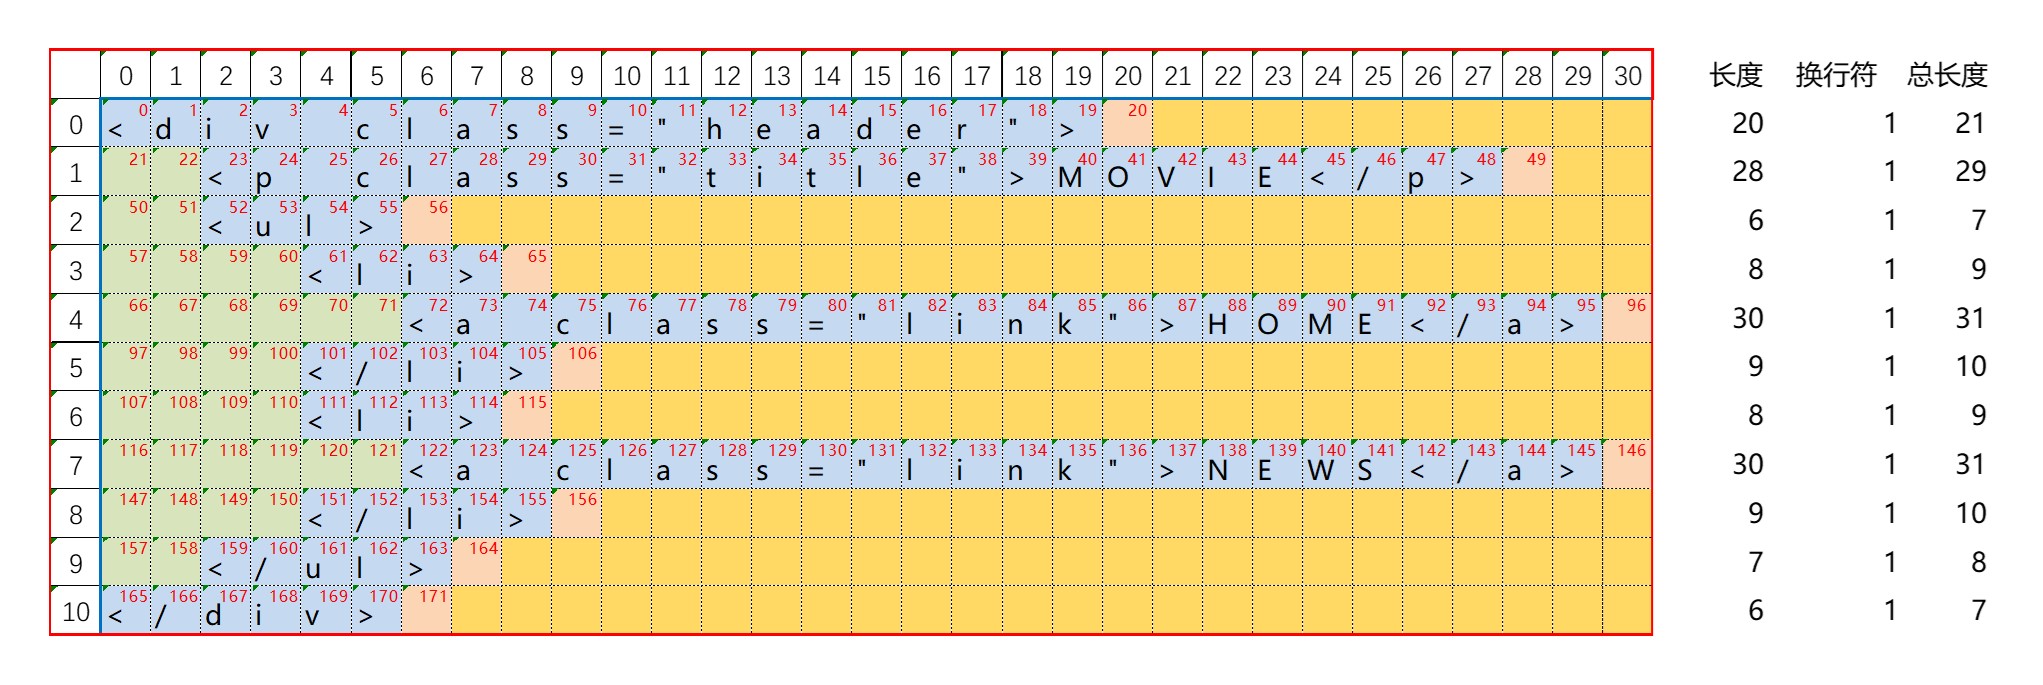 0 1 2 3 4 5 6 7 8 9 10 11 12 13 14 15 16 17 18 19 20 21 22 23 24 25 26 27 28 29 30 长度 换行符 总长度
0 1 2 3 4 5 6 7 8 9 10 11 12 13 14 15 16 17 18 19 20
0 < d i v c l a s s = " h e a d e r " > 20 1 21
21 22 23 24 25 26 27 28 29 30 31 32 33 34 35 36 37 38 39 40 41 42 43 44 45 46 47 48 49
1 < p c l a s s = " t i t l e " > M O V I E < / p > 28 1 29
50 51 52 53 54 55 56
2 < u l > 6 1 7
57 58 59 60 61 62 63 64 65
3 < l i > 8 1 9
66 67 68 69 70 71 72 73 74 75 76 77 78 79 80 81 82 83 84 85 86 87 88 89 90 91 92 93 94 95 96
4 < a c l a s s = " l i n k " > H O M E < / a > 30 1 31
97 98 99 100 101 102 103 104 105 106
5 < / l i > 9 1 10
107 108 109 110 111 112 113 114 115
6 < l i > 8 1 9
116 117 118 119 120 121 122 123 124 125 126 127 128 129 130 131 132 133 134 135 136 137 138 139 140 141 142 143 144 145 146
7 < a c l a s s = " l i n k " > N E W S < / a > 30 1 31
147 148 149 150 151 152 153 154 155 156
8 < / l i > 9 1 10
157 158 159 160 161 162 163 164
9 < / u l > 7 1 8
165 166 167 168 169 170 171
10 < / d i v > 6 1 7